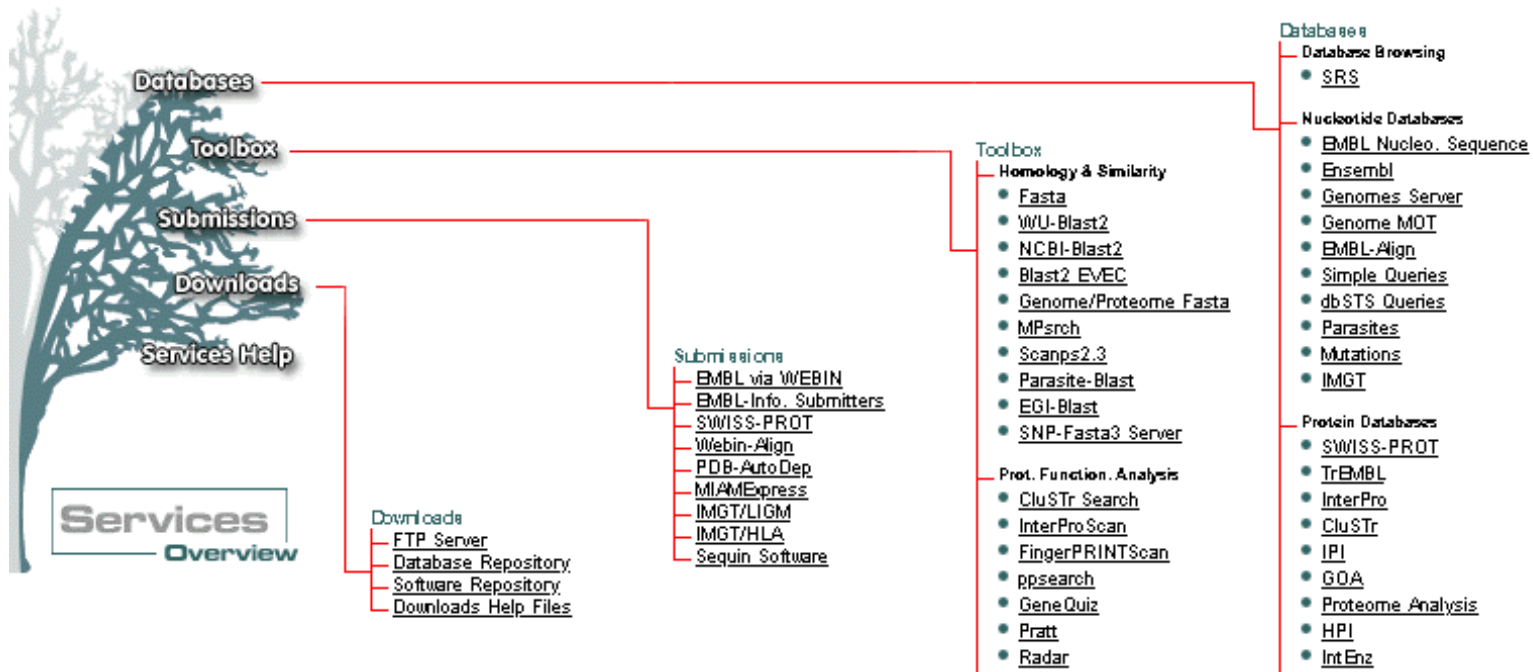 Databases
Toolbox
Submissions
Downloads
Services Help
Services
Overview
Downloads
FTP Server
Database Repository
Software Repository
Downloads Help Files
Submissions
EMBL via WEBIN
EMBL-Info. Submitters
SWISS-PROT
Webin-Align
PDB-AutoDep
MIAMExpress
IMGT/LIGM
IMGT/HLA
Sequin Software
Toolbox
Homology & Similarity
Fasta
WU-Blast2
NCBI-Blast2
Blast2 EVEC
Genome/Proteome Fasta
MPsrch
Scanps2.3
Parasite-Blast
EGI-Blast
SNP-Fasta3 Server
Prot. Function. Analysis
CluSTr Search
InterProScan
FingerPRINTScan
ppsearch
GeneQuiz
Pratt
Radar
Databases
Database Browsing
SRS
Nucleotide Databases
EMBL Nucleo. Sequence
Ensembl
Genomes Server
Genome MOT
EMBL-Align
Simple Queries
dbSTS Queries
Parasites
Mutations
IMGT
Protein Databases
SWISS-PROT
TrEMBL
InterPro
CluSTr
IPI
GOA
Proteome Analysis
HPI
IntEnz